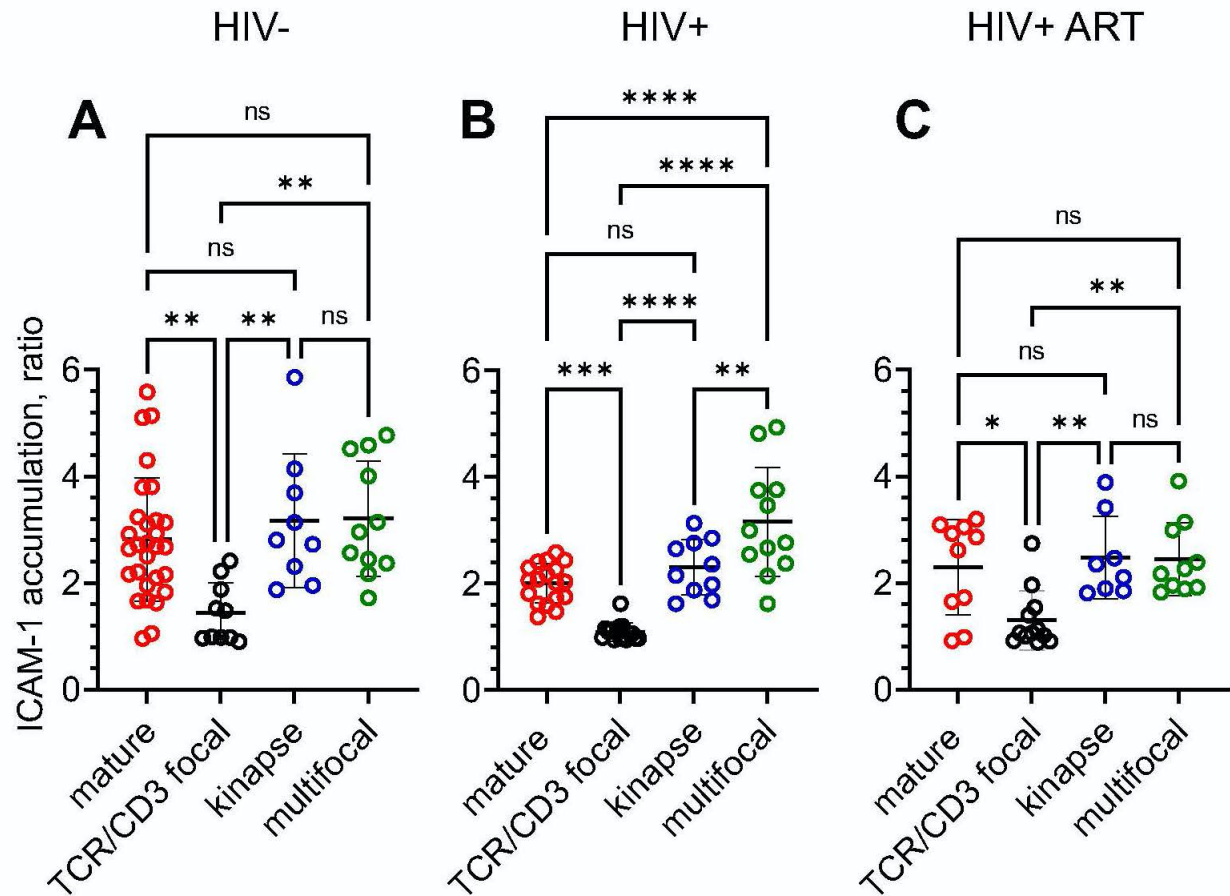 HIV-
HIV+
HIV+ ART
A
ns
**
ns
**
**
ns
B
****
****
ns
****
***
**
C
ns
**
ns
*
**
ns
ICAM-1 accumulation, ratio
6
4
2
0
mature
TCR/CD3 focal
kinapse
multifocal
6
4
2
0
mature
TCR/CD3 focal
kinapse
multifocal
6
4
2
0
mature
TCR/CD3 focal
kinapse
multifocal